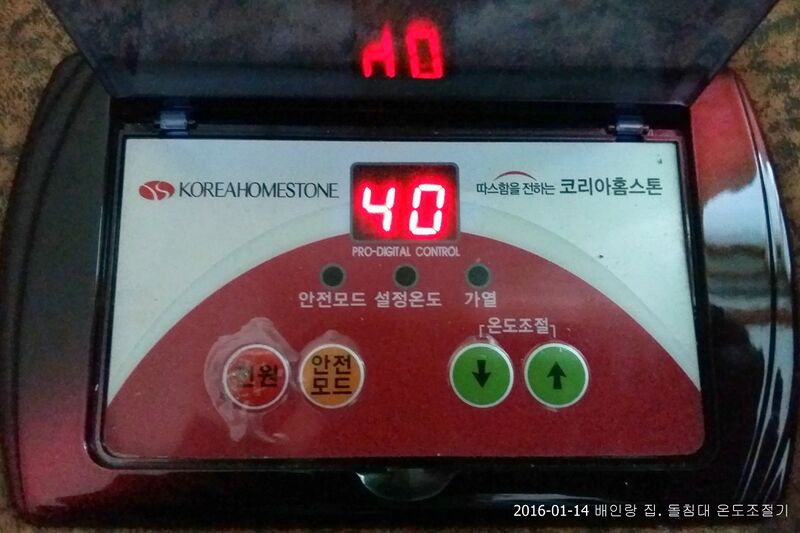 KOREAHOMESTONE
40
따스함을 전하는 코리아홈스톤
PRO-DIGITAL CONTROL
안전모드 설정온도 가열
온도조절
전원
안전
모드
2016-01-14 배인랑 집. 돌침대 온도조절기